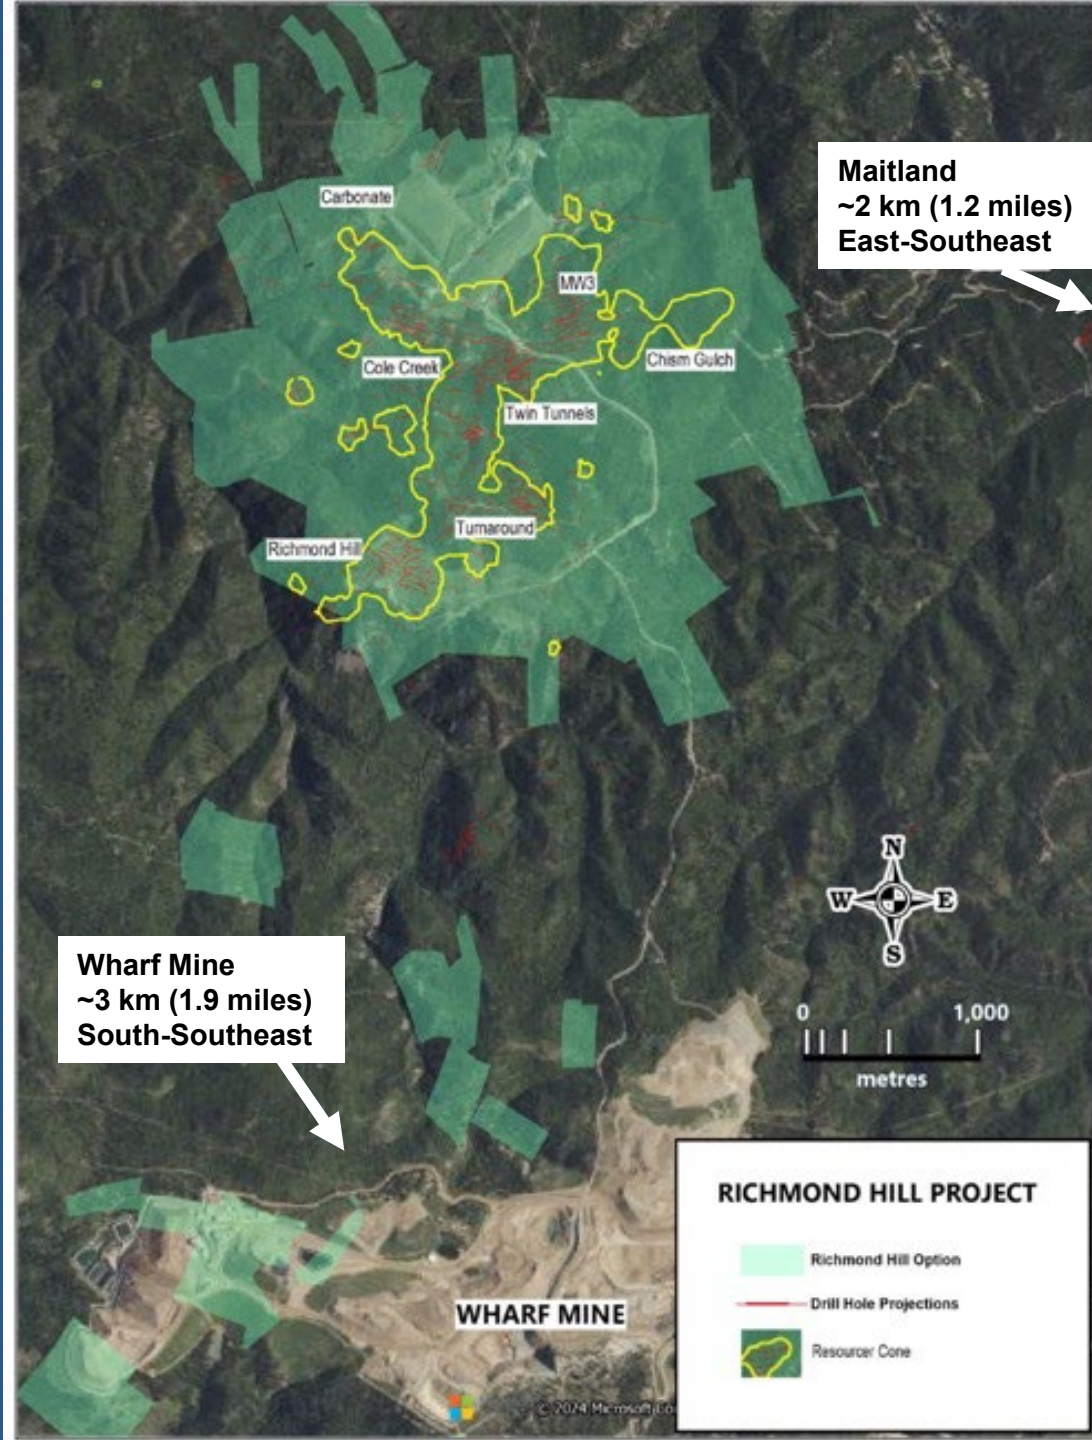 Carbonate
Maitland
~2 km (1.2 miles)
East-Southeast
MW3
Chism Gulch
Cole Creek
Twin Tunnels
Turnaround
Richmond Hill
N
W
E
S
Wharf Mine
~3 km (1.9 miles)
South-Southeast
0
1,000
metres
RICHMOND HILL PROJECT
Richmond Hill Option
Drill Hole Projections
Resourcer Cone
WHARF MINE
© 2024 Microsoft